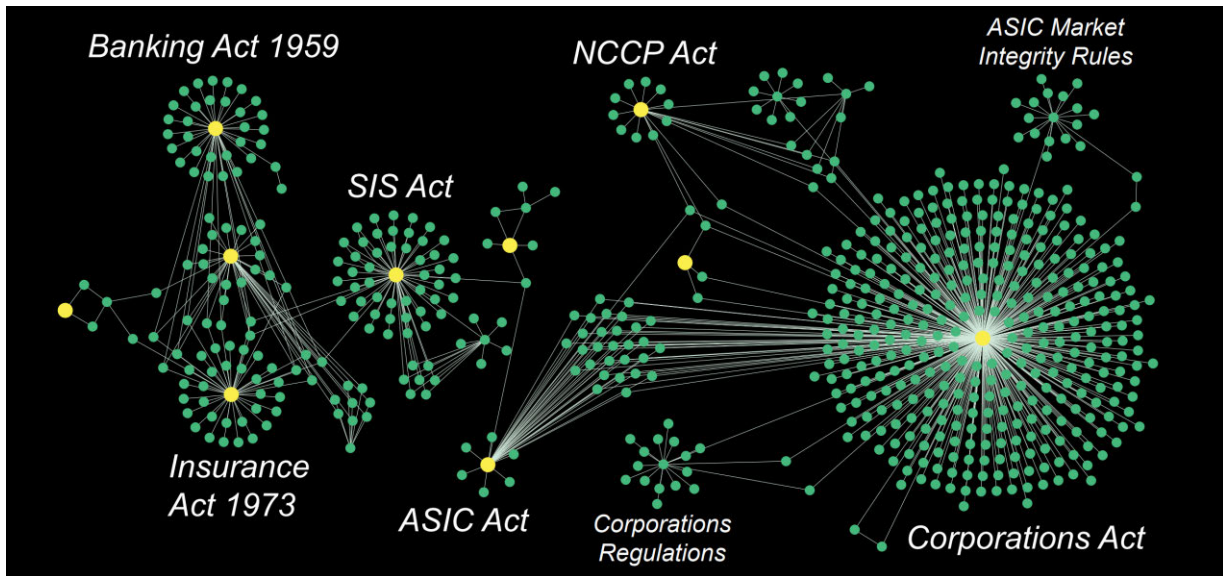 Banking Act 1959
NCCP Act
ASIC Market
Integrity Rules
SIS Act
Insurance
Act 1973
ASIC Act
Corporations
Regulations
Corporations Act